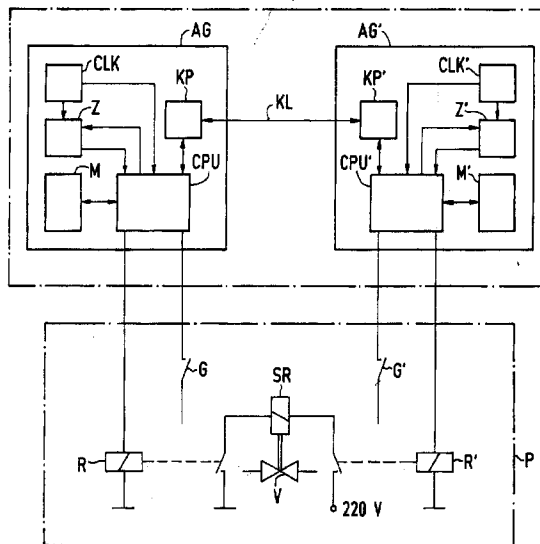 AG AG'
CLK KP KP' CLK'
Z KL Z'
M CPU CPU' M'
G SR G'
R V R' P
220 V